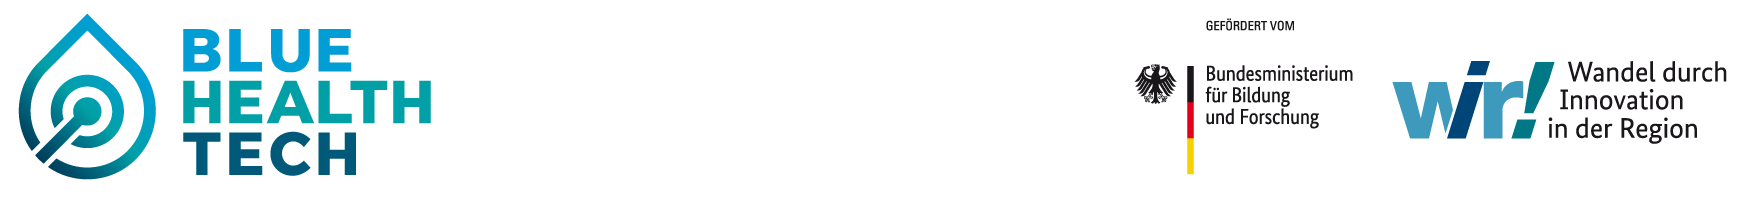 BLUE
HEALTH
TECH
GEFÖRDERT VOM
Bundesministerium
für Bildung
und Forschung
wir!
Wandel durch
Innovation
in der Region